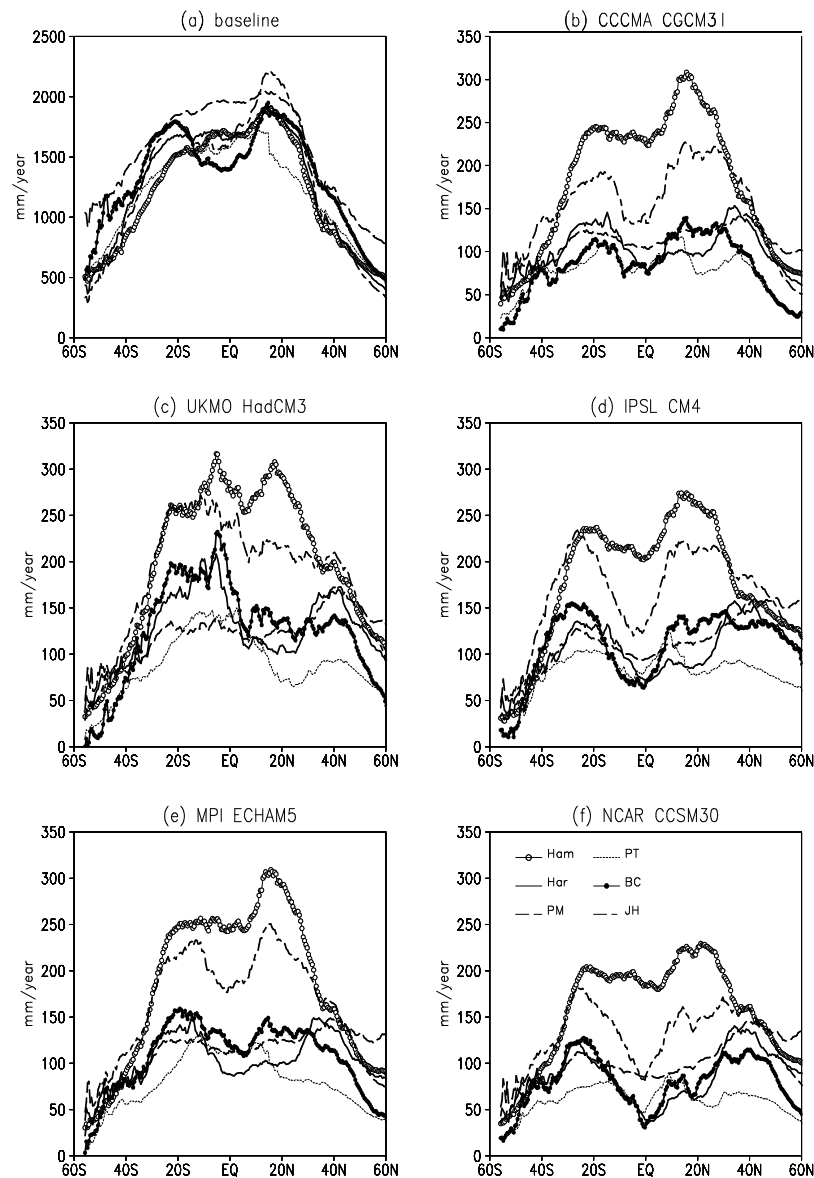 (a) baseline
mm/year
2500
2000
1500
1000
500
0
60S 40S 20S EQ 20N 40N 60N
(b) CCCMA CGCM31
mm/year
350
300
250
200
150
100
50
0
60S 40S 20S EQ 20N 40N 60N
(c) UKMO HadCM3
mm/year
350
300
250
200
150
100
50
0
60S 40S 20S EQ 20N 40N 60N
(d) IPSL CM4
mm/year
350
300
250
200
150
100
50
0
60S 40S 20S EQ 20N 40N 60N
(e) MPI ECHAM5
mm/year
350
300
250
200
150
100
50
0
60S 40S 20S EQ 20N 40N 60N
(f) NCAR CCSM30
mm/year
350
300
250
200
150
100
50
0
Ham PT
Har BC
PM JH
60S 40S 20S EQ 20N 40N 60N